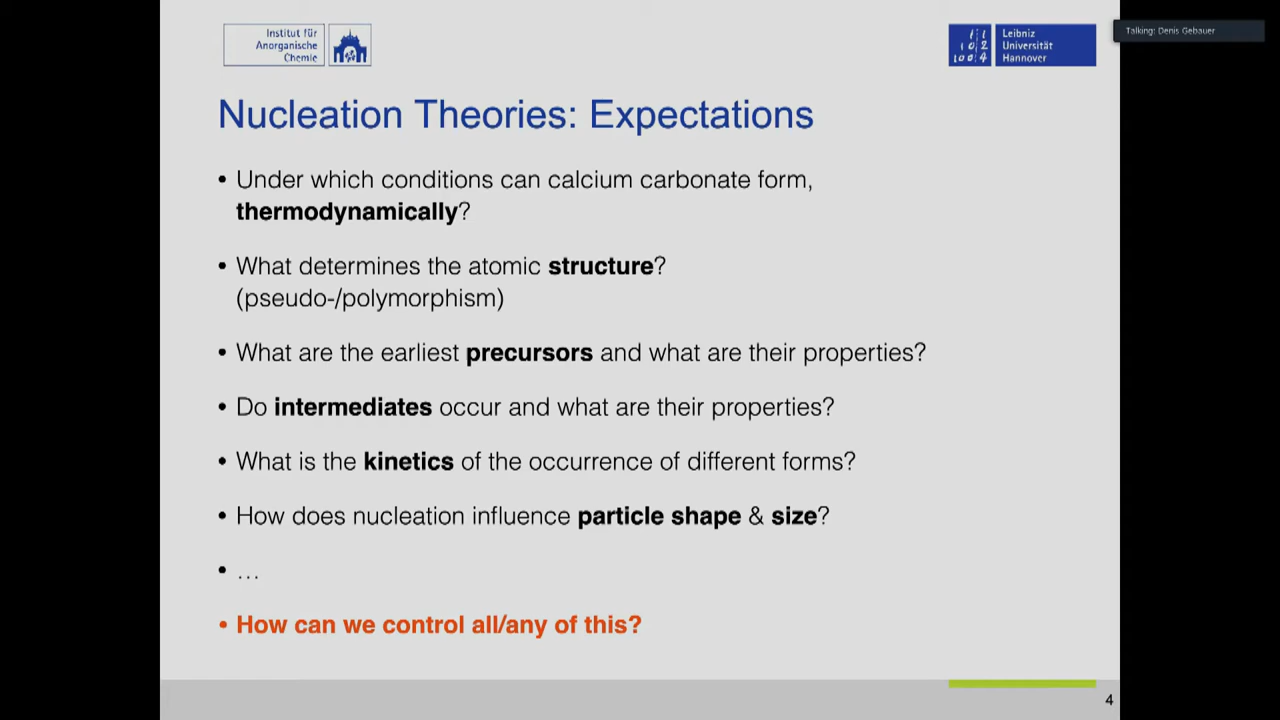 Institut für
Anorganische
Chemie
Leibniz
Universität
Hannover
Talking: Denis Gebauer
Nucleation Theories: Expectations
• Under which conditions can calcium carbonate form,
thermodynamically?
• What determines the atomic structure?
(pseudo-/polymorphism)
• What are the earliest precursors and what are their properties?
• Do intermediates occur and what are their properties?
• What is the kinetics of the occurrence of different forms?
• How does nucleation influence particle shape & size?
• …
• How can we control all/any of this?
4